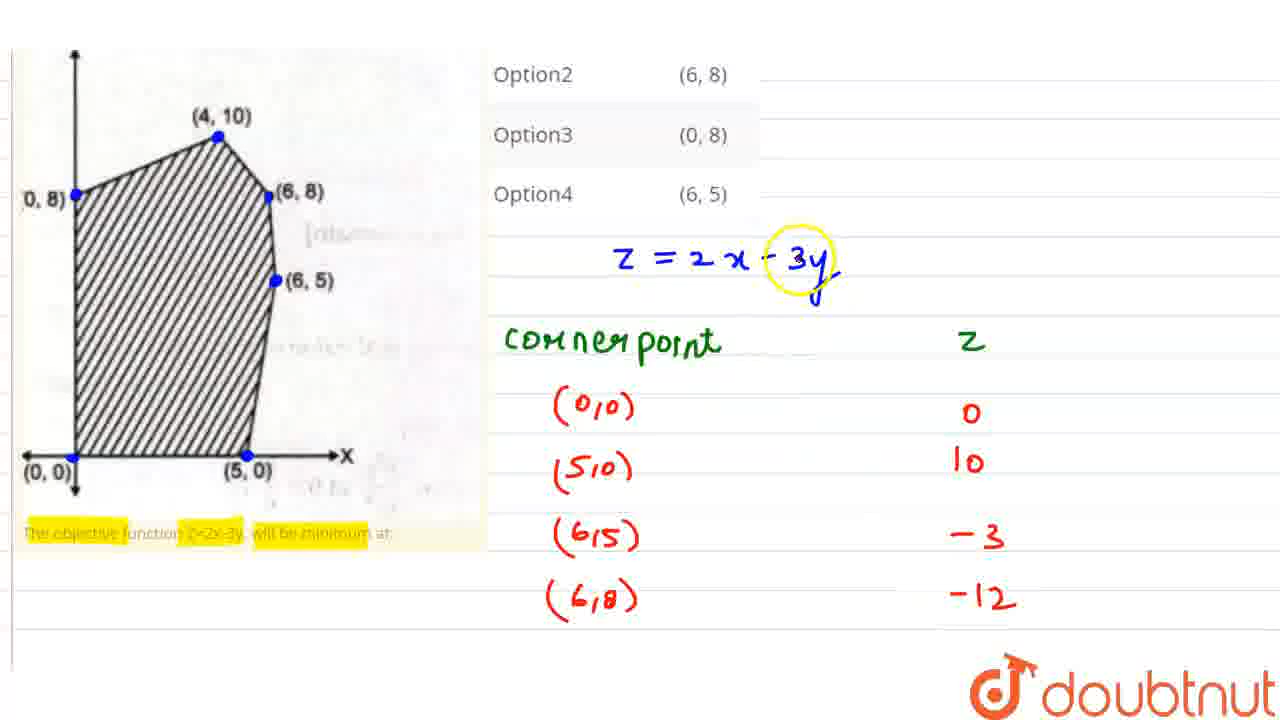 Option2 (6, 8)
Option3 (0, 8)
Option4 (6, 5)
(4, 10)
0, 8)
(6, 8)
(6, 5)
(0, 0)
(5, 0)
X
The objective function Z=2x-3y, will be minimum at:
z = 2x - 3y
corner point z
(0,0) 0
(5,0) 10
(6,5) -3
(6,8) -12
doubtnut